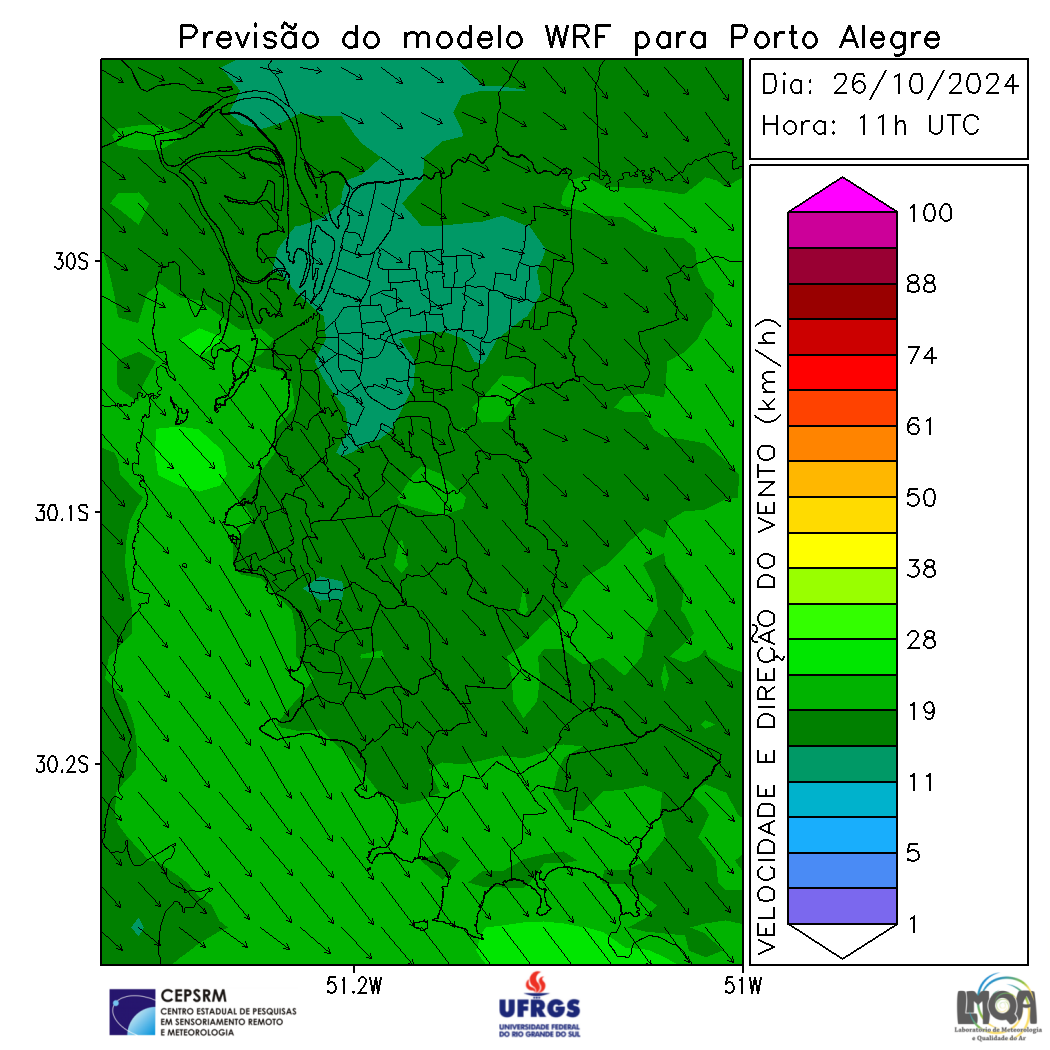 Previsão do modelo WRF para Porto Alegre
Dia: 26/10/2024
Hora: 11h UTC
30S
30.1S
30.2S
51.2W
51W
VELOCIDADE E DIREÇÃO DO VENTO (km/h)
100
88
74
61
50
38
28
19
11
5
1
CEPSRM
CENTRO ESTADUAL DE PESQUISAS
EM SENSORIAMENTO REMOTO
E METEOROLOGIA
UFRGS
UNIVERSIDADE FEDERAL
DO RIO GRANDE DO SUL
LMQA
Laboratório de Meteorologia
e Qualidade do Ar